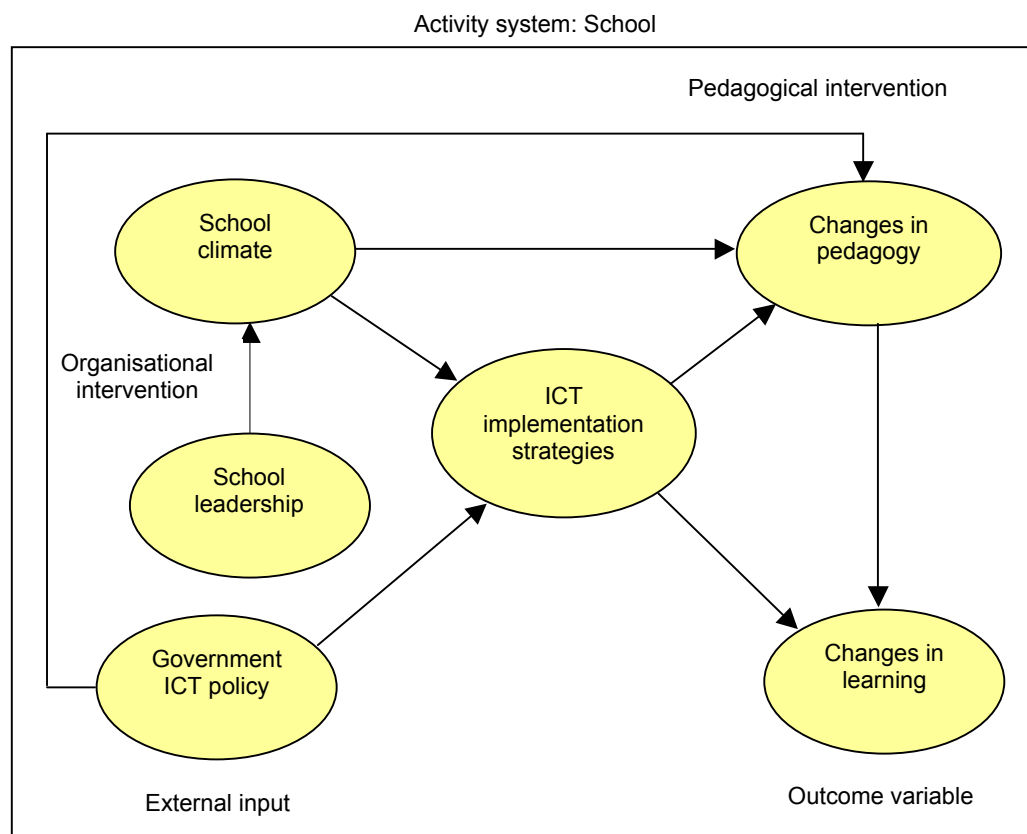 Activity system: School
Pedagogical intervention
School
climate
Changes in
pedagogy
Organisational
intervention
ICT
implementation
strategies
School
leadership
Government
ICT policy
Changes in
learning
External input
Outcome variable